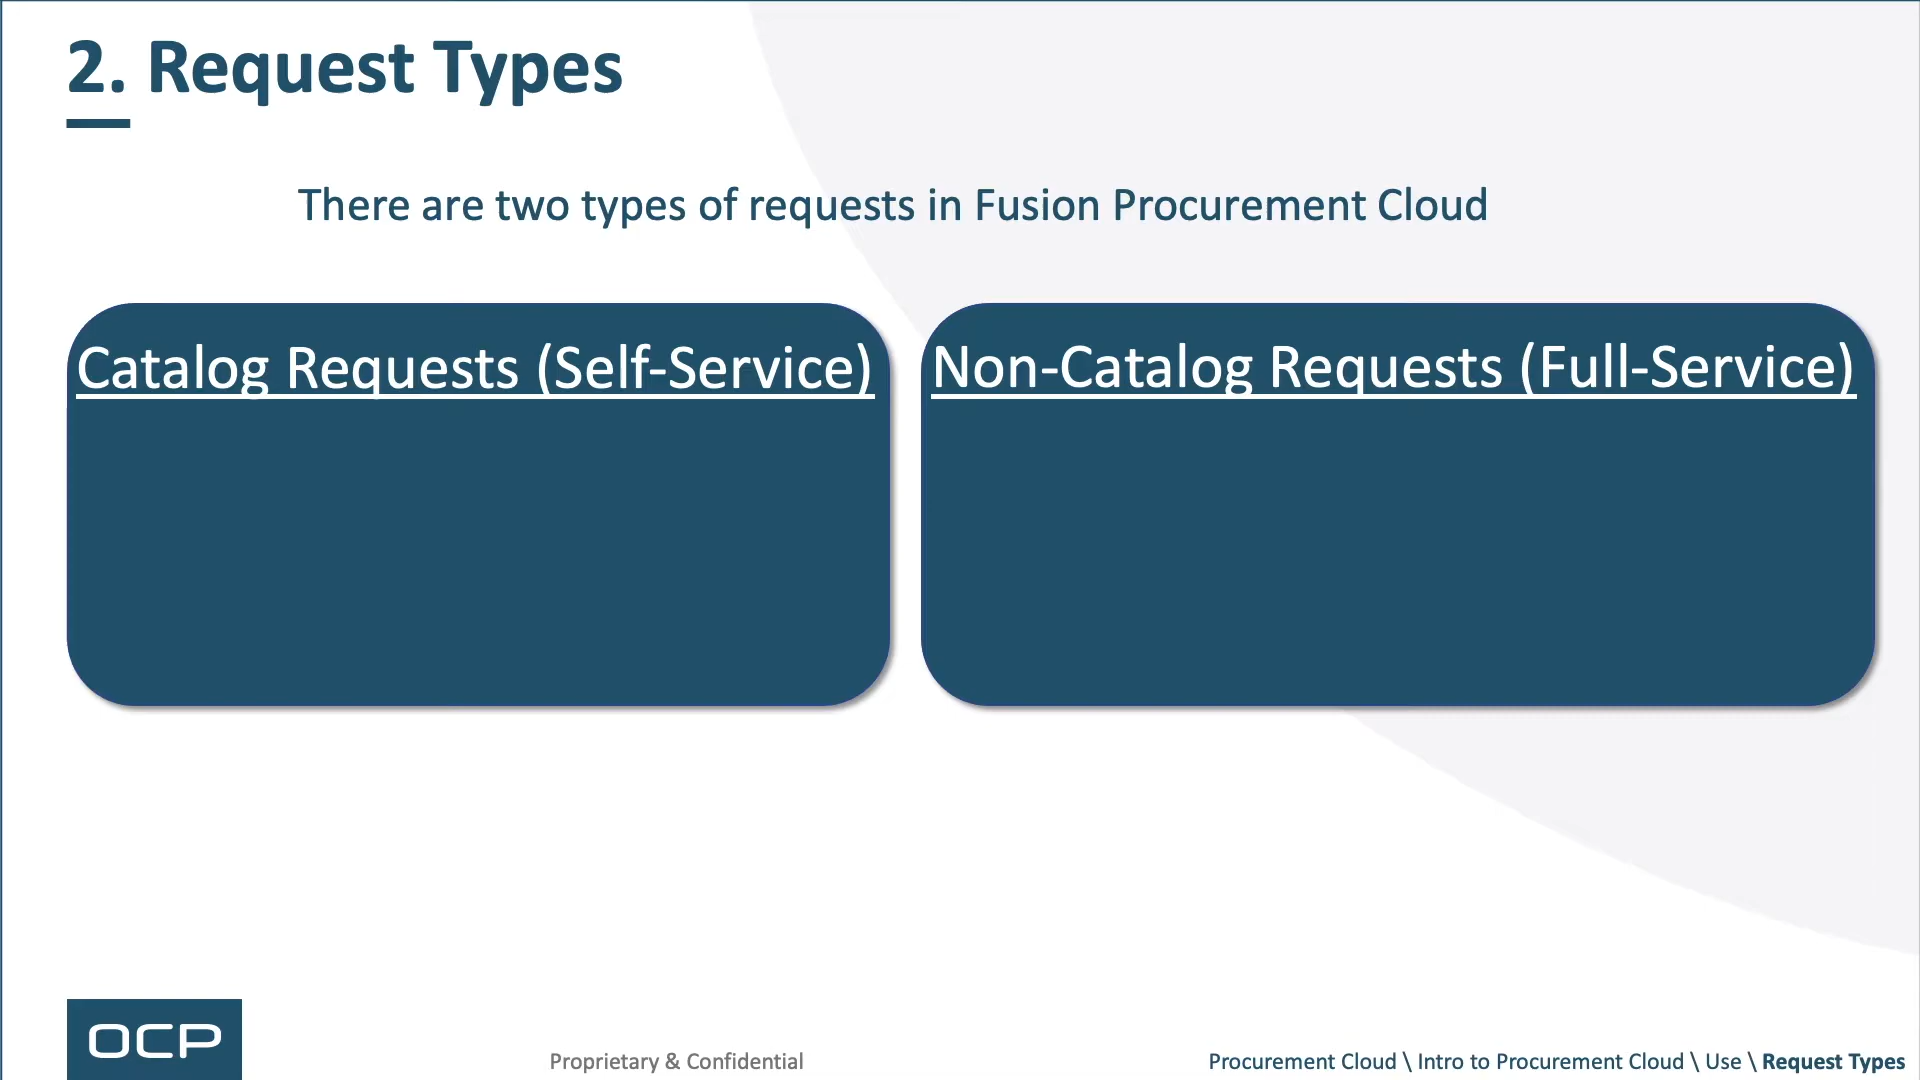 2. Request Types
There are two types of requests in Fusion Procurement Cloud
Catalog Requests (Self-Service)
Non-Catalog Requests (Full-Service)
OCP
Proprietary & Confidential
Procurement Cloud \ Intro to Procurement Cloud \ Use \ Request Types